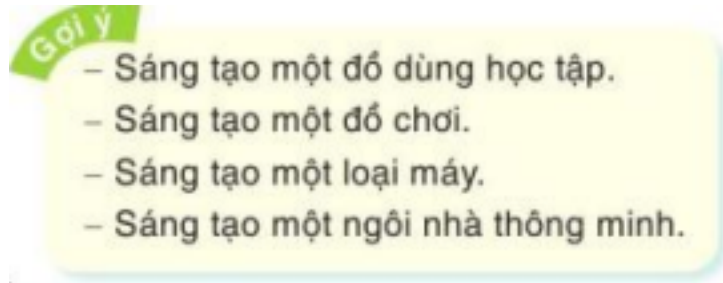 Gợi ý
– Sáng tạo một đồ dùng học tập.
– Sáng tạo một đồ chơi.
– Sáng tạo một loại máy.
– Sáng tạo một ngôi nhà thông minh.